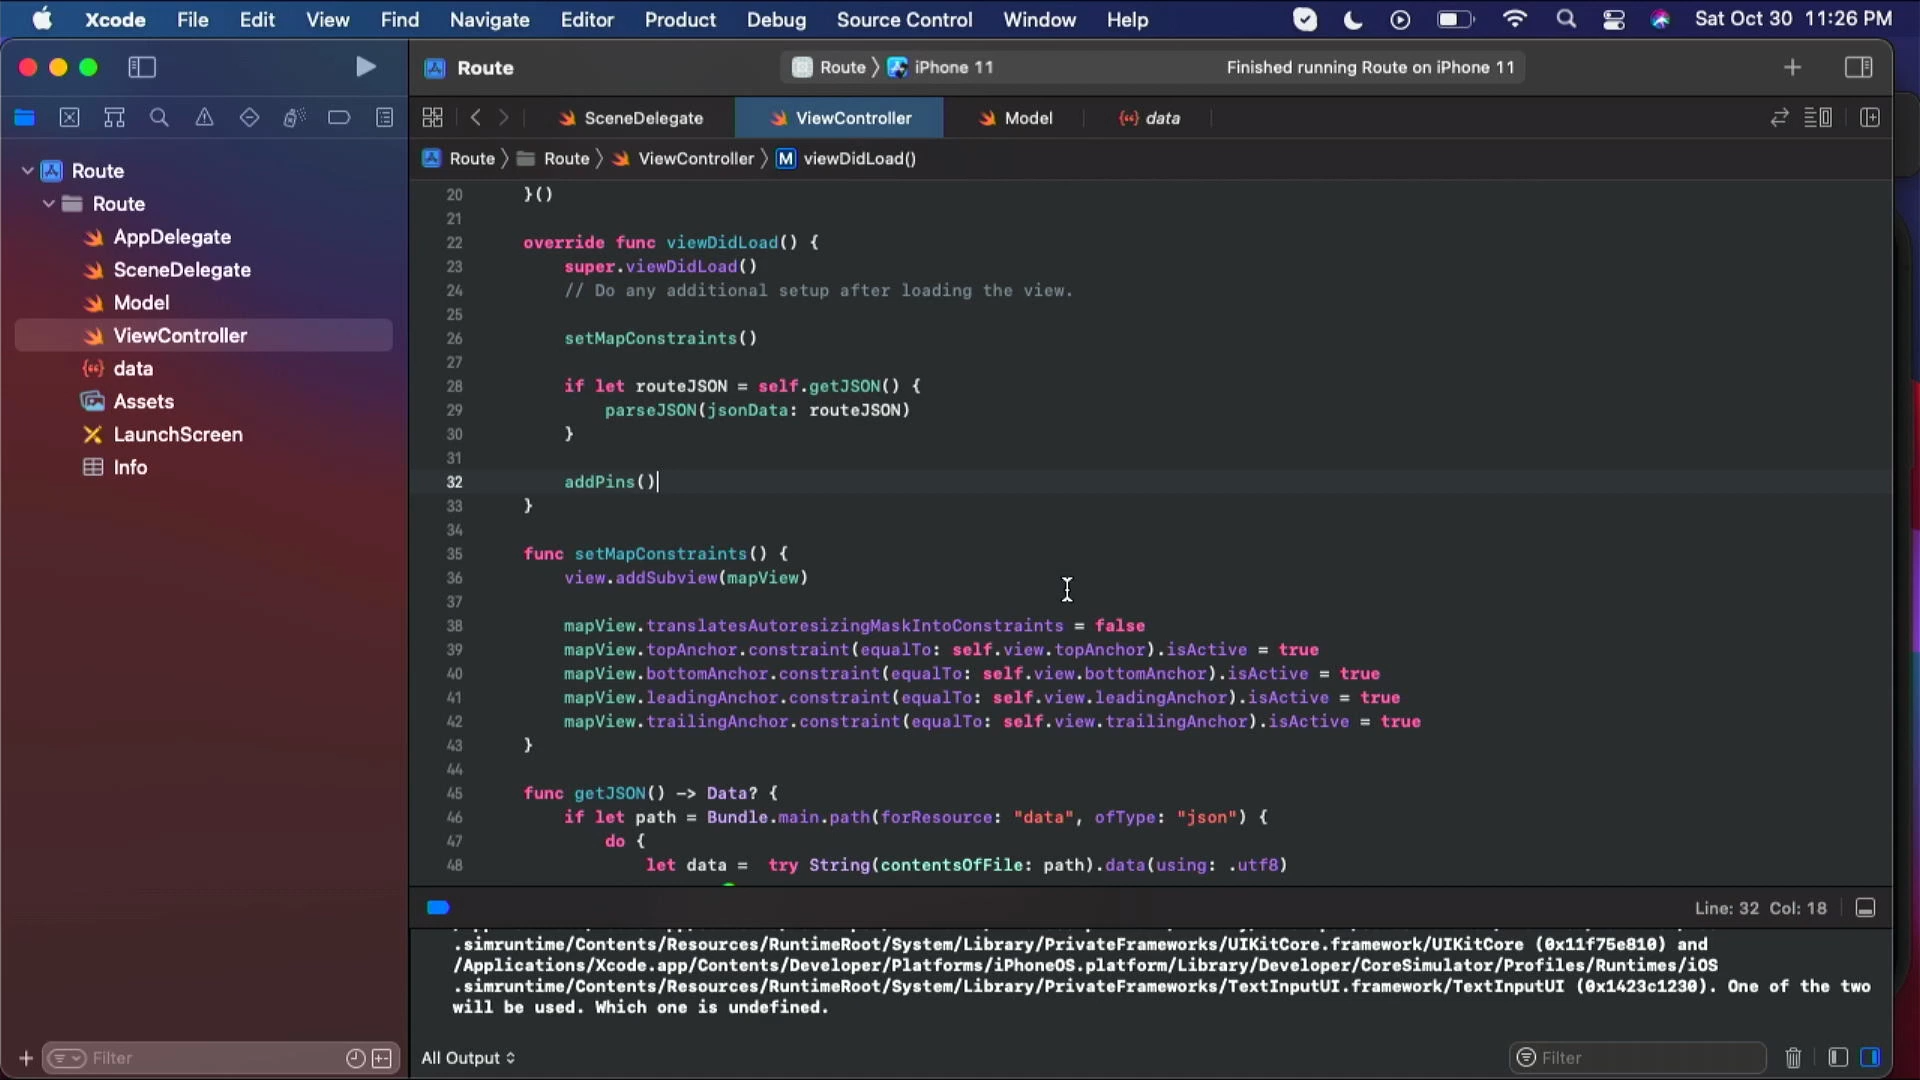 Xcode File Edit View Find Navigate Editor Product Debug Source Control Window Help Sat Oct 30 11:26 PM
Route Route 〉 iPhone 11 Finished running Route on iPhone 11
SceneDelegate ViewController Model data
Route 〉 Route 〉 ViewController 〉 M viewDidLoad()
Route
Route
AppDelegate
SceneDelegate
Model
ViewController
data
Assets
LaunchScreen
Info
Filter
20 }()
21
22 override func viewDidLoad() {
23 super.viewDidLoad()
24 // Do any additional setup after loading the view.
25
26 setMapConstraints()
27
28 if let routeJSON = self.getJSON() {
29 parseJSON(jsonData: routeJSON)
30 }
31
32 addPins()
33 }
34
35 func setMapConstraints() {
36 view.addSubview(mapView)
37
38 mapView.translatesAutoresizingMaskIntoConstraints = false
39 mapView.topAnchor.constraint(equalTo: self.view.topAnchor).isActive = true
40 mapView.bottomAnchor.constraint(equalTo: self.view.bottomAnchor).isActive = true
41 mapView.leadingAnchor.constraint(equalTo: self.view.leadingAnchor).isActive = true
42 mapView.trailingAnchor.constraint(equalTo: self.view.trailingAnchor).isActive = true
43 }
44
45 func getJSON() -> Data? {
46 if let path = Bundle.main.path(forResource: "data", ofType: "json") {
47 do {
48 let data = try String(contentsOfFile: path).data(using: .utf8)
Line: 32 Col: 18
.simruntime/Contents/Resources/RuntimeRoot/System/Library/PrivateFrameworks/UIKitCore.framework/UIKitCore (0x11f75e810) and
/Applications/Xcode.app/Contents/Developer/Platforms/iPhoneOS.platform/Library/Developer/CoreSimulator/Profiles/Runtimes/iOS
.simruntime/Contents/Resources/RuntimeRoot/System/Library/PrivateFrameworks/TextInputUI.framework/TextInputUI (0x1423c1230). One of the two
will be used. Which one is undefined.
All Output Filter